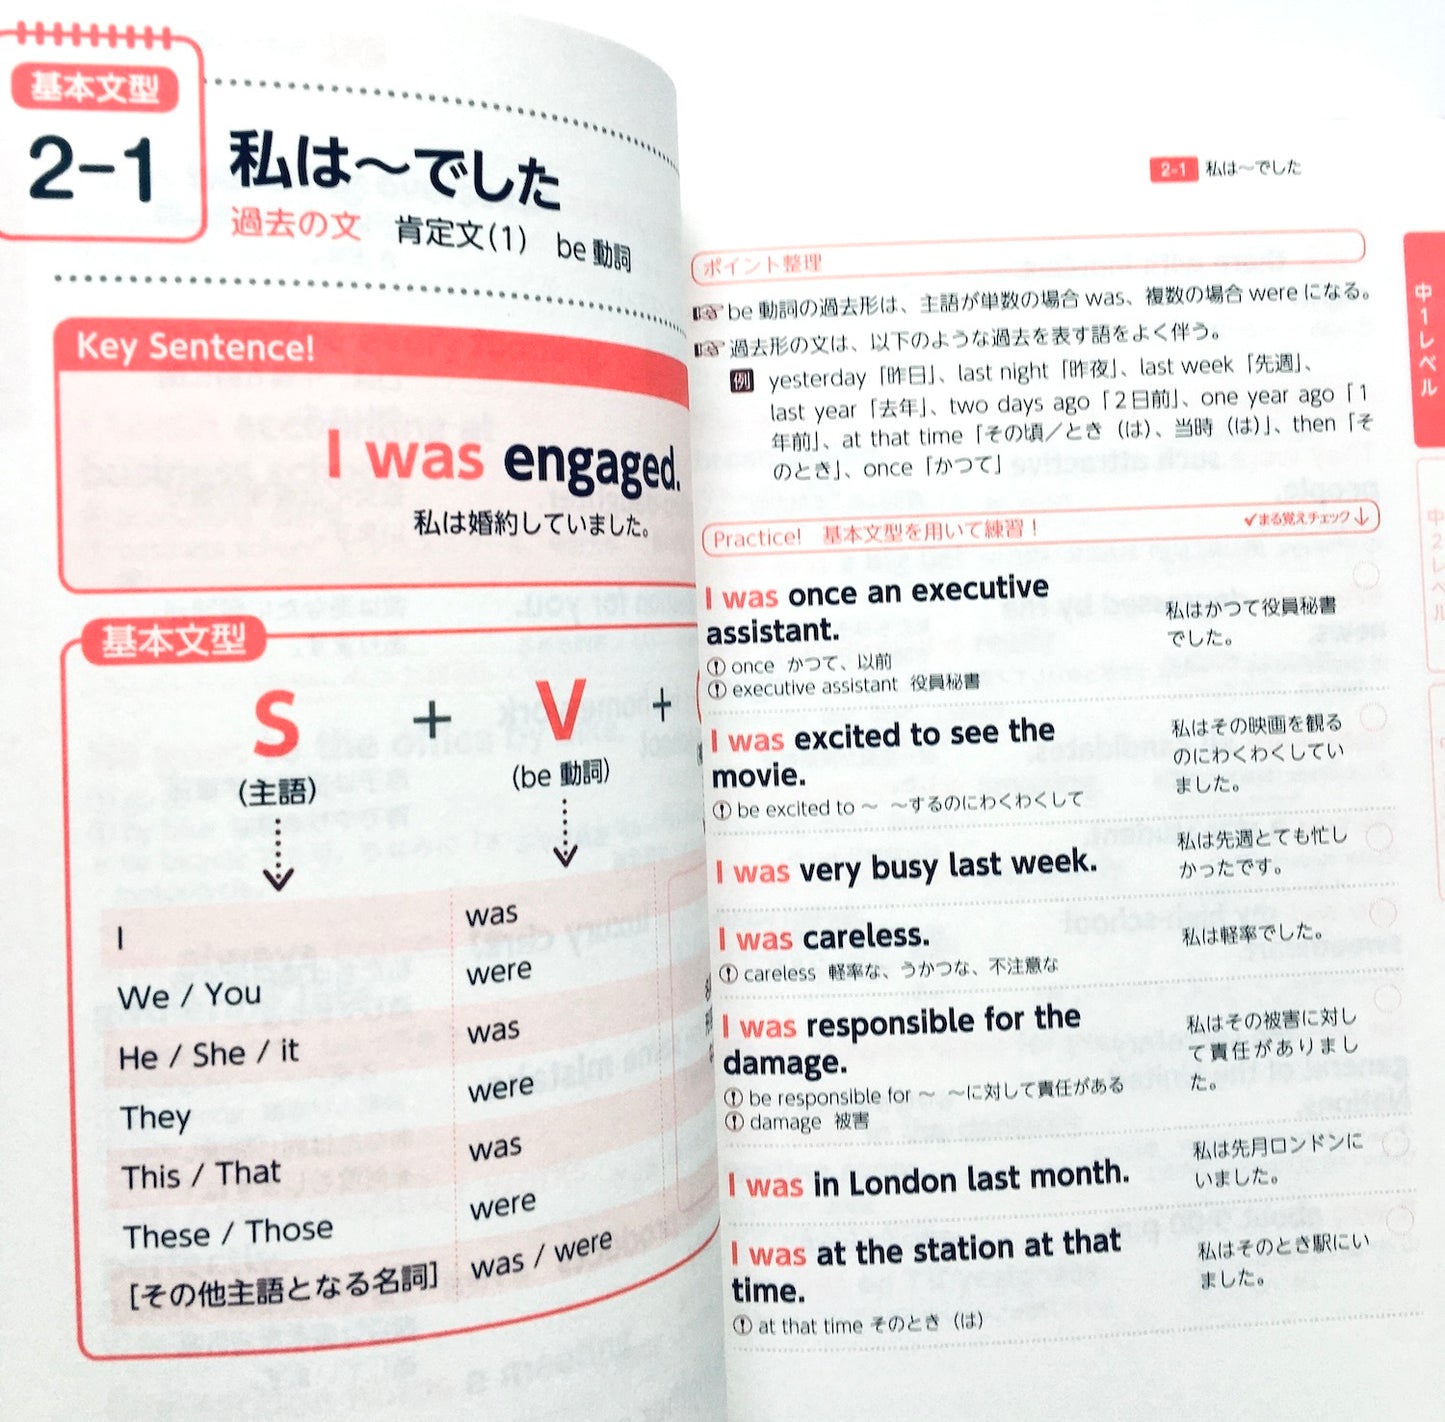 基本文型
2-1
私は～でした
過去の文 肯定文(1) be 動詞
Key Sentence!
I was engaged.
私は婚約していました。
基本文型
S + V +
(主語) (be 動詞)
I was
We / You were
He / She / it was
They were
This / That was
These / Those were
[その他主語となる名詞] was / were
2-1 私は～でした
ポイント整理
☞ be 動詞の過去形は、主語が単数の場合 was、複数の場合 were になる。
☞ 過去形の文は、以下のような過去を表す語をよく伴う。
例 yesterday「昨日」、last night「昨夜」、last week「先週」、
last year「去年」、two days ago「2日前」、one year ago「1
年前」、at that time「その頃／とき（は）、当時（は）」、then「そ
のとき」、once「かつて」
Practice! 基本文型を用いて練習！ ✓まる覚えチェック↓
I was once an executive
assistant.
① once かつて、以前
① executive assistant 役員秘書
私はかつて役員秘書
でした。
I was excited to see the
movie.
① be excited to ～ ～するのにわくわくして
私はその映画を観る
のにわくわくしてい
ました。
I was very busy last week.
私は先週とても忙し
かったです。
I was careless.
① careless 軽率な、うかつな、不注意な
私は軽率でした。
I was responsible for the
damage.
① be responsible for ～ ～に対して責任がある
① damage 被害
私はその被害に対し
て責任がありまし
た。
I was in London last month.
私は先月ロンドンに
いました。
I was at the station at that
time.
① at that time そのとき（は）
私はそのとき駅にい
ました。
中1レベル
中2レベル